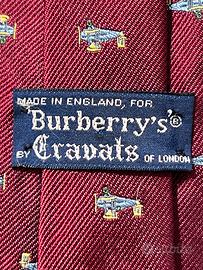 MADE IN ENGLAND, FOR
'Burberry's'®
BY Cravats OF LONDON